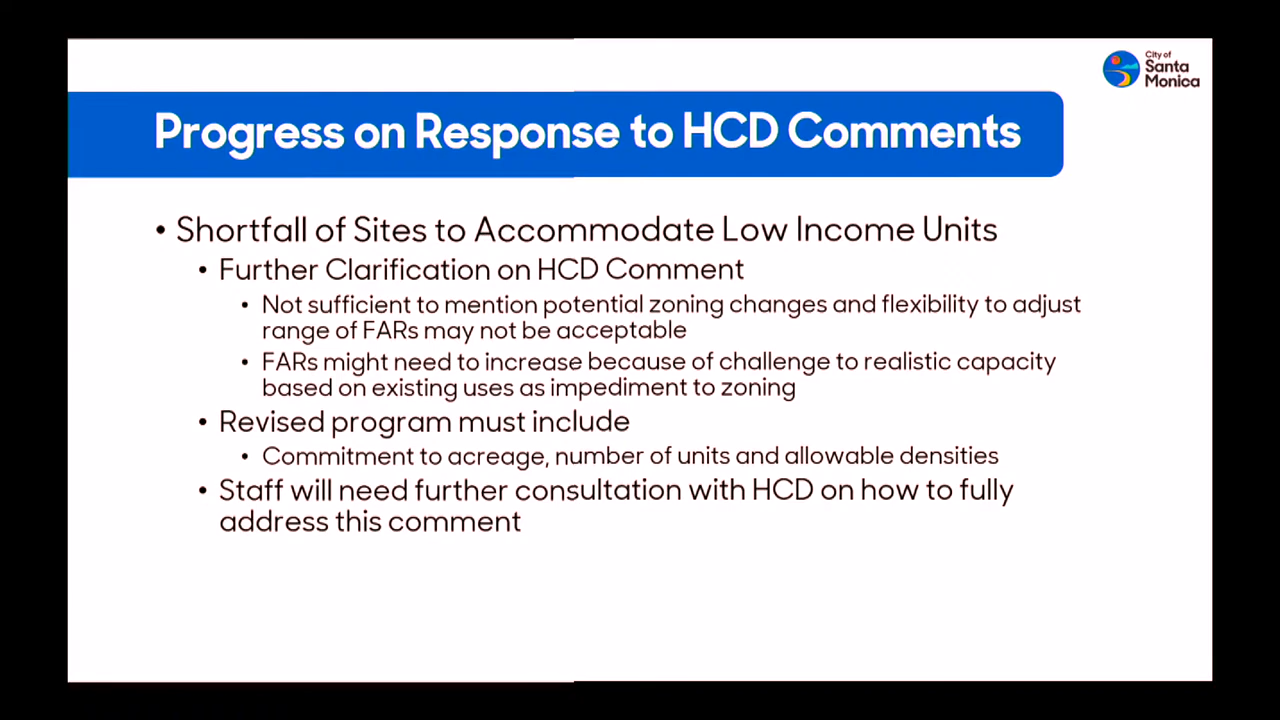 City of
Santa
Monica
Progress on Response to HCD Comments
• Shortfall of Sites to Accommodate Low Income Units
• Further Clarification on HCD Comment
• Not sufficient to mention potential zoning changes and flexibility to adjust
range of FARs may not be acceptable
• FARs might need to increase because of challenge to realistic capacity
based on existing uses as impediment to zoning
• Revised program must include
• Commitment to acreage, number of units and allowable densities
• Staff will need further consultation with HCD on how to fully
address this comment